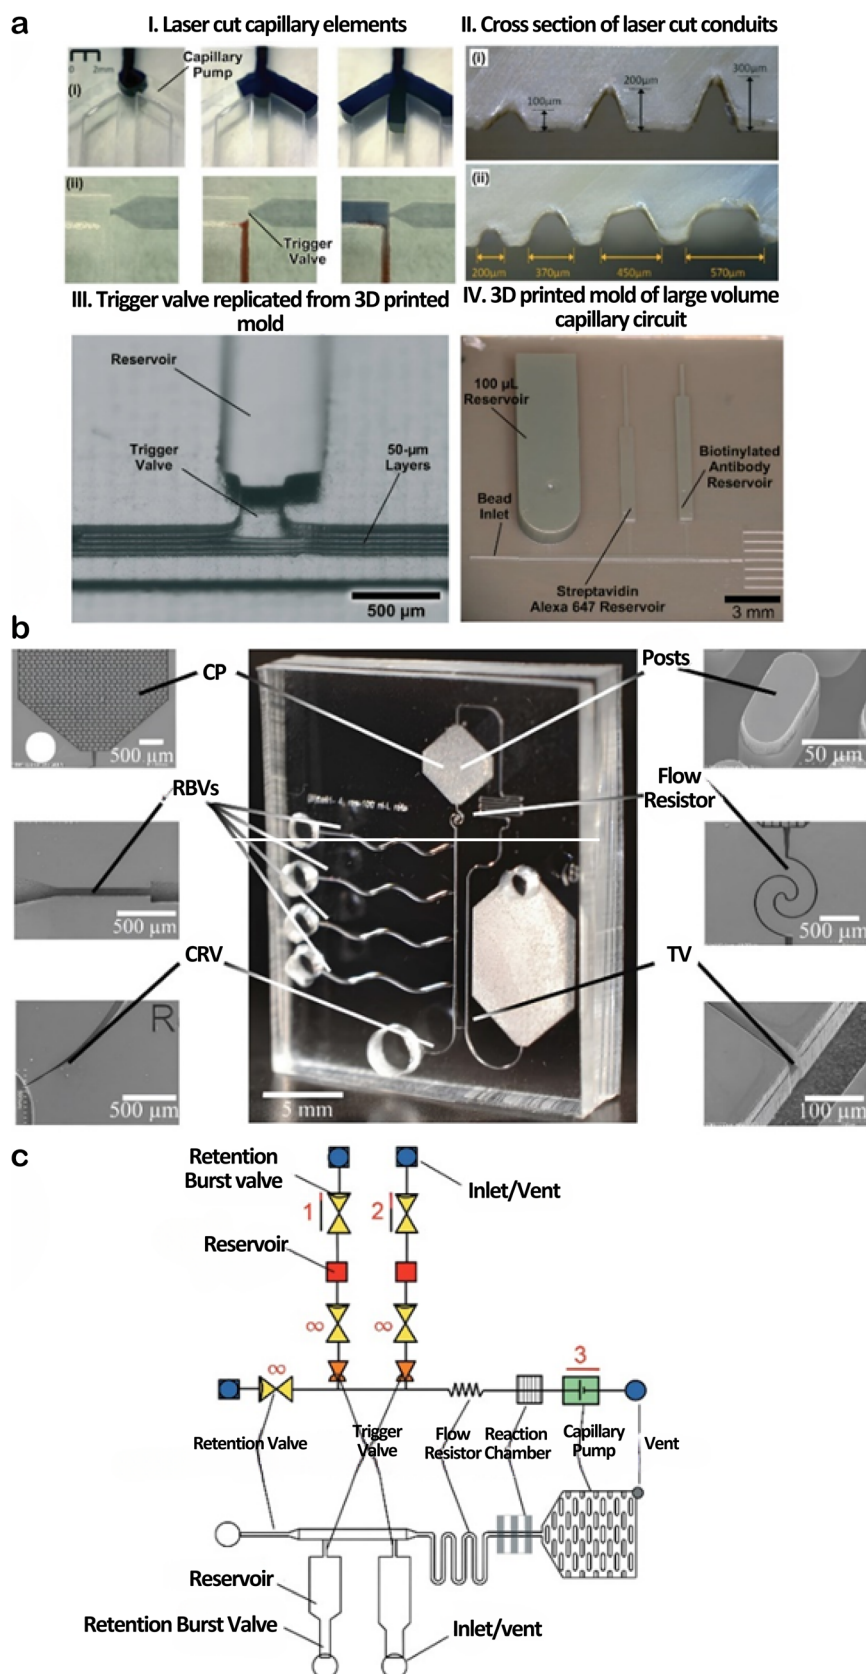 a
I. Laser cut capillary elements
II. Cross section of laser cut conduits
0 2mm
(i)
Capillary
Pump
(ii)
Trigger
Valve
(i)
100µm
200µm
300µm
(ii)
200µm
370µm
450µm
570µm
III. Trigger valve replicated from 3D printed
mold
IV. 3D printed mold of large volume
capillary circuit
Reservoir
Trigger
Valve
50-µm
Layers
500 µm
100 µL
Reservoir
Bead
Inlet
Biotinylated
Antibody
Reservoir
Streptavidin
Alexa 647 Reservoir
3 mm
b
CP
500 µm
RBVs
500 µm
CRV
R
500 µm
5 mm
Posts
50 µm
Flow
Resistor
500 µm
TV
100 µm
c
Retention
Burst valve
Inlet/Vent
1
2
Reservoir
∞
∞
∞
3
Retention Valve
Trigger
Valve
Flow
Resistor
Reaction
Chamber
Capillary
Pump
Vent
Reservoir
Retention Burst Valve
Inlet/vent